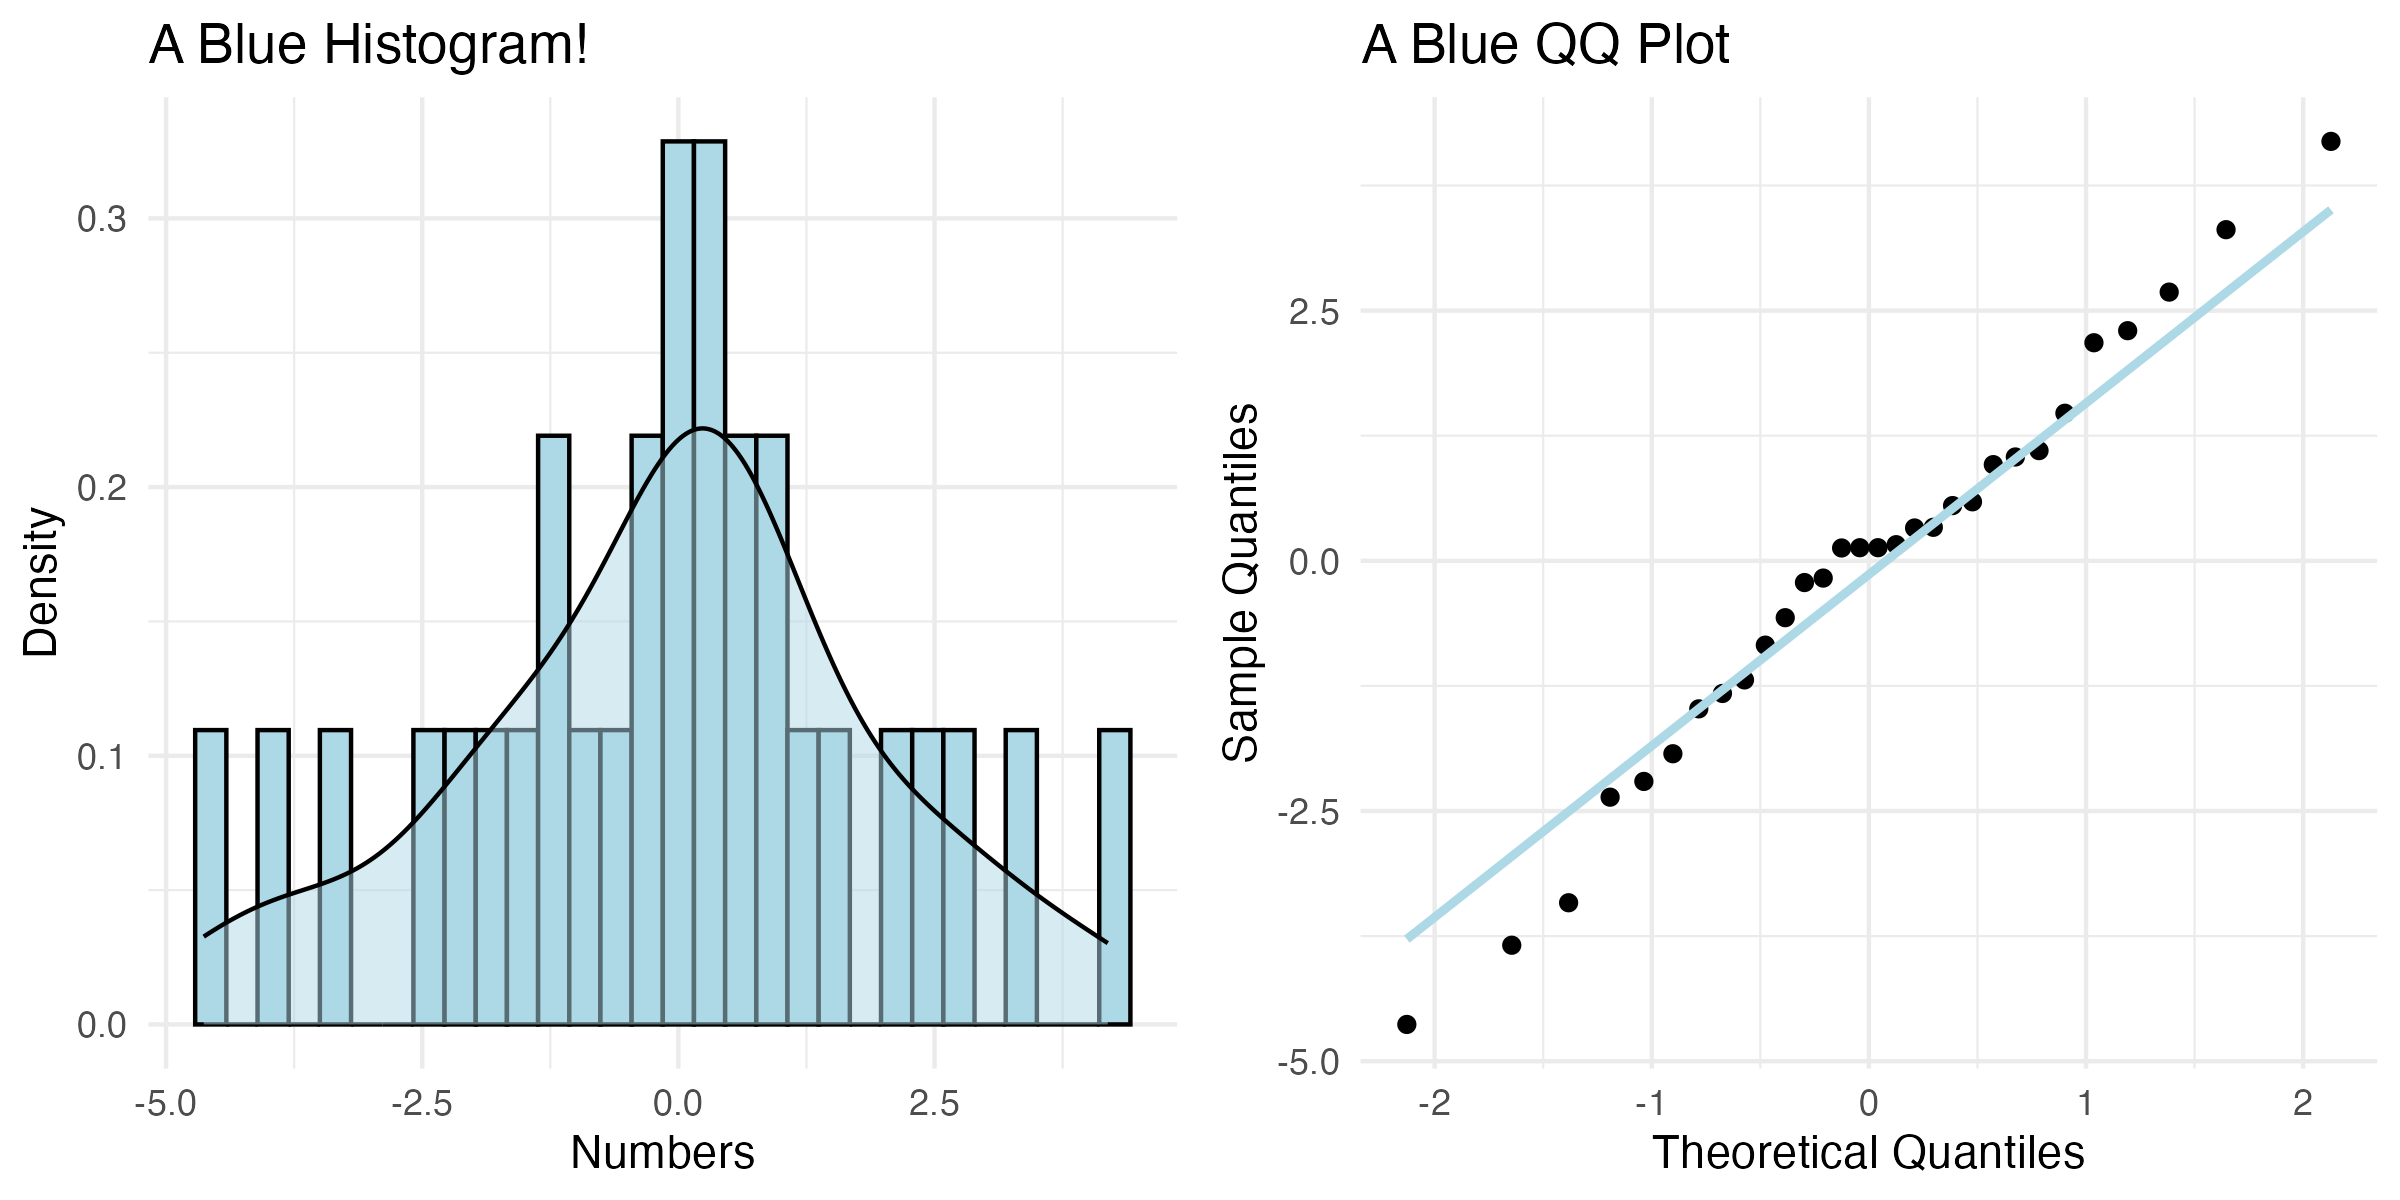 A Blue Histogram!
Density
0.3
0.2
0.1
0.0
-5.0 -2.5 0.0 2.5
Numbers
A Blue QQ Plot
Sample Quantiles
2.5
0.0
-2.5
-5.0
-2 -1 0 1 2
Theoretical Quantiles